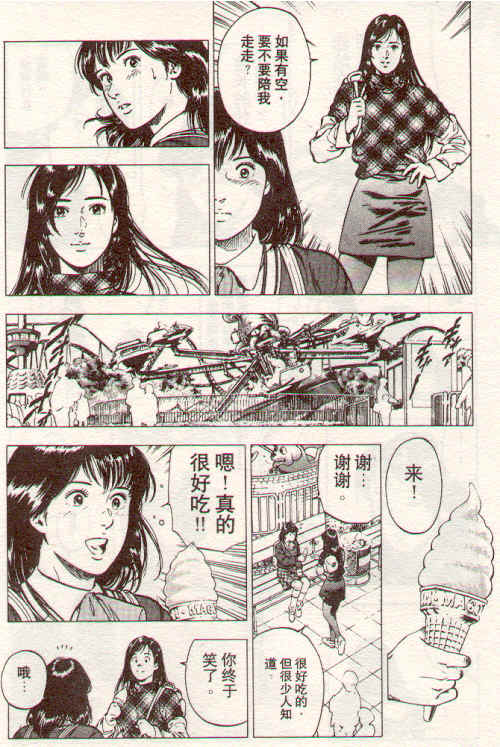 如果有空，
要不要陪我
走走？
来！
谢…
谢谢。
很好吃的，
但很少人知
道。
嗯！真的
很好吃!!
你终于
笑了。
哦…